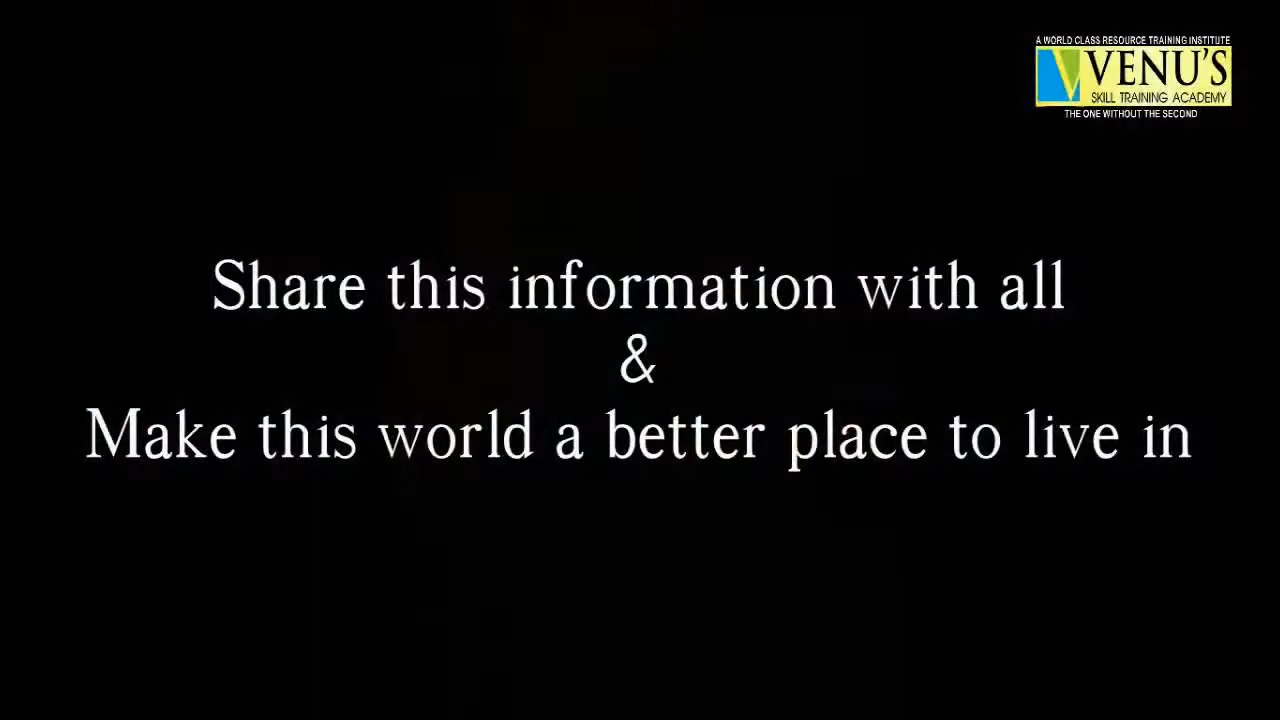 A WORLD CLASS RESOURCE TRAINING INSTITUTE
VENU'S
SKILL TRAINING ACADEMY
THE ONE WITHOUT THE SECOND
Share this information with all
&
Make this world a better place to live in